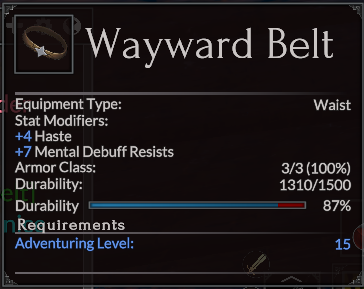 Wayward Belt
Equipment Type: Waist
Stat Modifiers:
+4 Haste
+7 Mental Debuff Resists
Armor Class: 3/3 (100%)
Durability: 1310/1500
Durability 87%
Requirements
Adventuring Level: 15